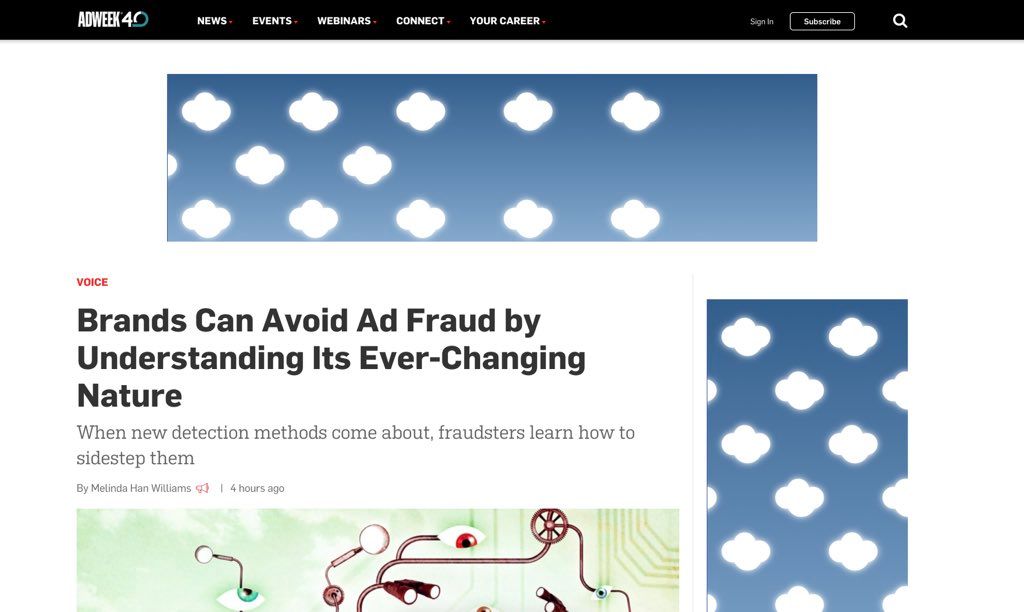 ADWEEK 40 NEWS EVENTS WEBINARS CONNECT YOUR CAREER Sign In Subscribe
VOICE
Brands Can Avoid Ad Fraud by
Understanding Its Ever-Changing
Nature
When new detection methods come about, fraudsters learn how to
sidestep them
By Melinda Han Williams | 4 hours ago